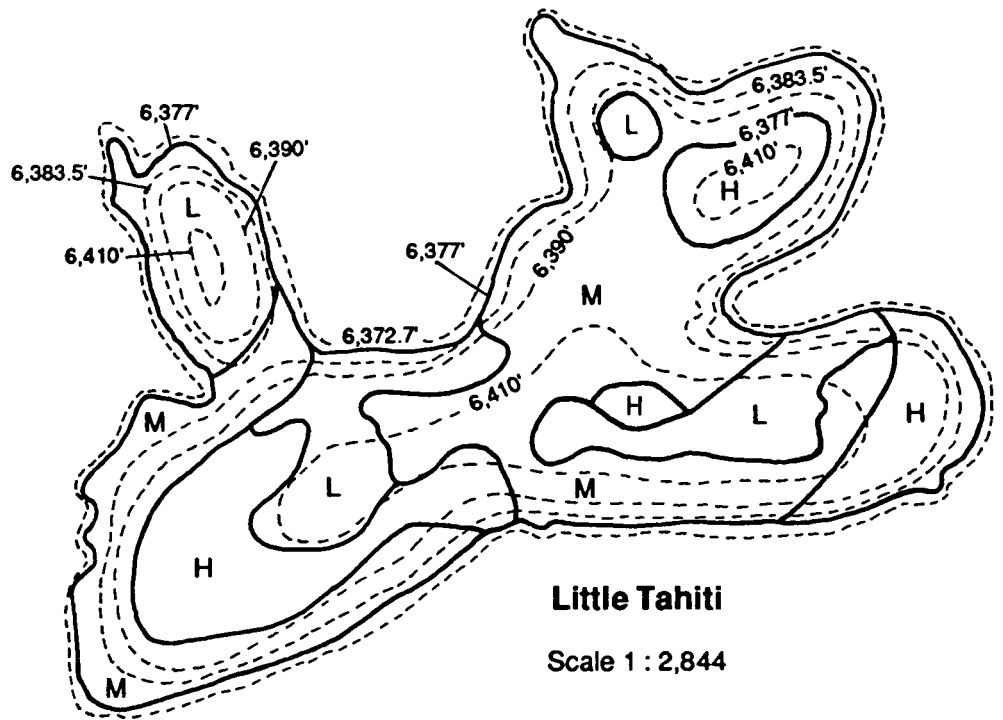 6,383.5'
6,377'
L
6,377'
6,390'
6,383.5'
6,410'
H
L
6,410'
6,377'
6,390'
M
6,372.7'
6,410'
H
L
H
M
L
M
H
M
Little Tahiti
Scale 1 : 2,844